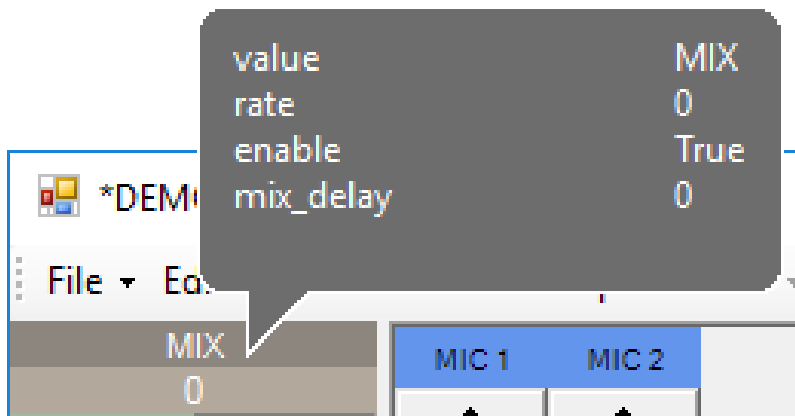 value MIX
rate 0
enable True
mix_delay 0
*DEM
File
MIX
0
MIC 1 MIC 2